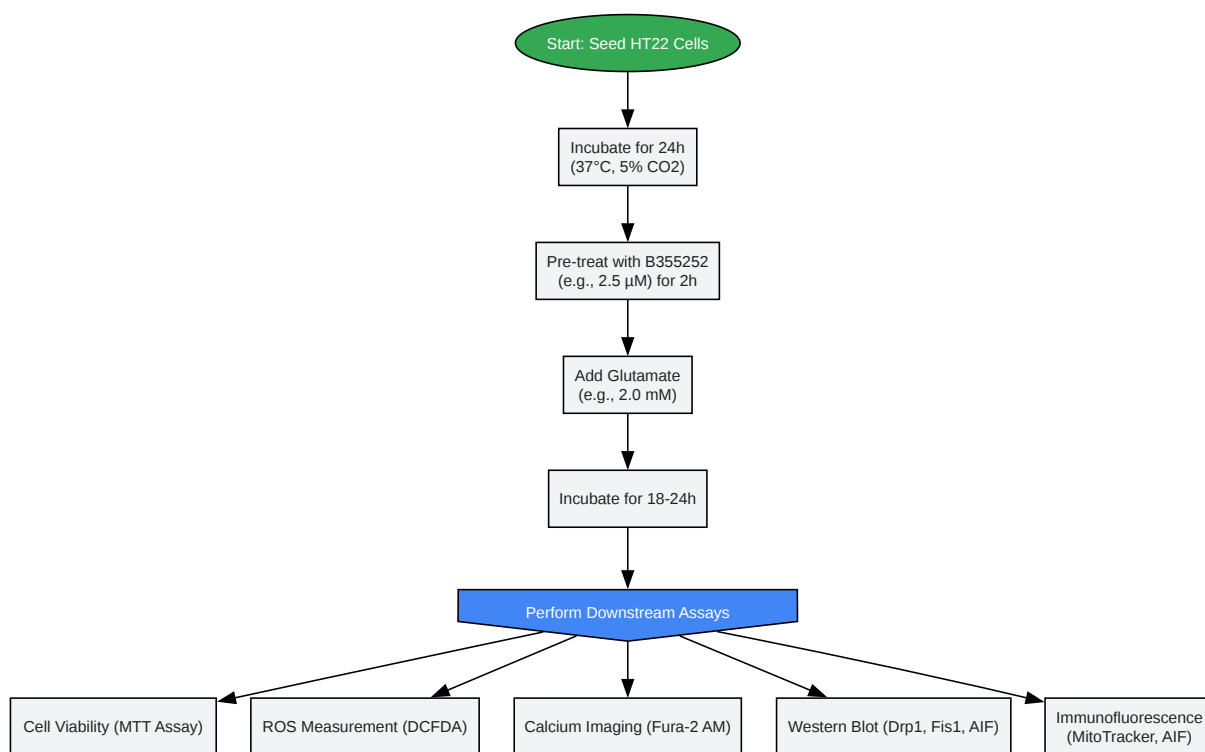 Start: Seed HT22 Cells
Incubate for 24h
(37°C, 5% CO2)
Pre-treat with B355252
(e.g., 2.5 µM) for 2h
Add Glutamate
(e.g., 2.0 mM)
Incubate for 18-24h
Perform Downstream Assays
Cell Viability (MTT Assay)
ROS Measurement (DCFDA)
Calcium Imaging (Fura-2 AM)
Western Blot (Drp1, Fis1, AIF)
Immunofluorescence
(MitoTracker, AIF)